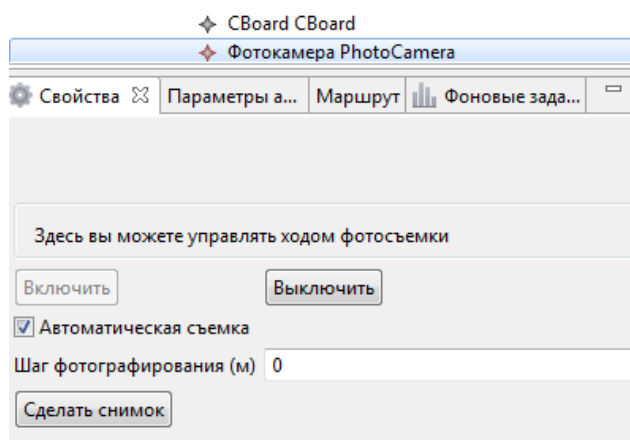 CBoard CBoard
Фотокамера PhotoCamera
Свойства Параметры а... Маршрут Фоновые зада...
Здесь вы можете управлять ходом фотосъемки
Включить Выключить
Автоматическая съемка
Шаг фотографирования (м) 0
Сделать снимок